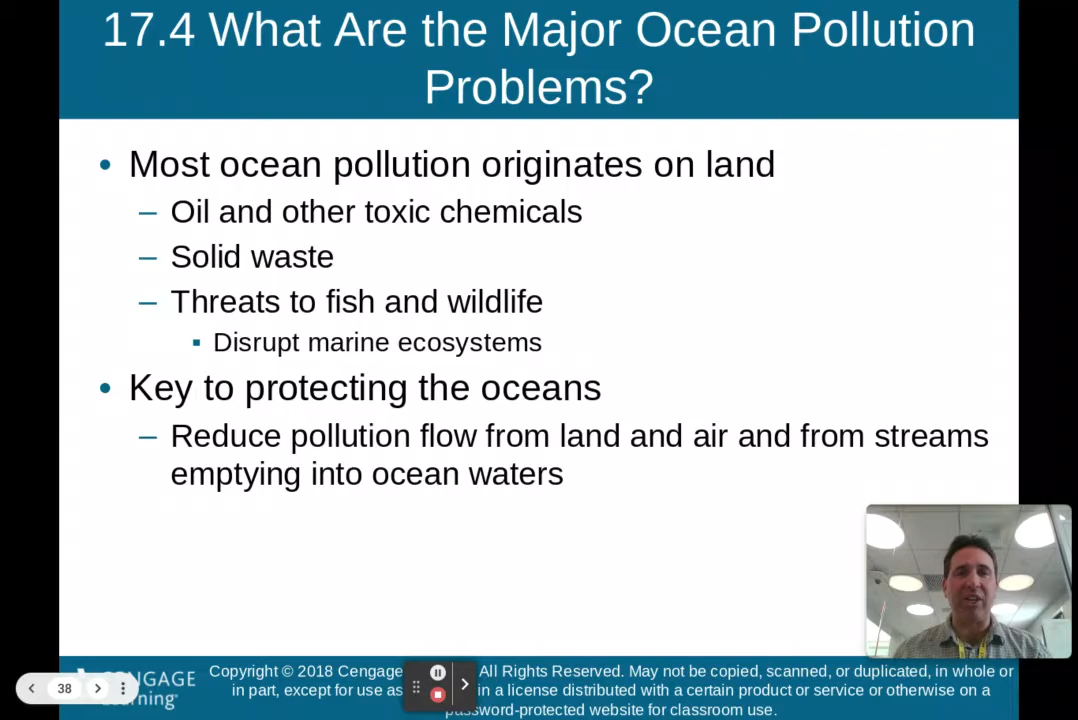 17.4 What Are the Major Ocean Pollution
Problems?
• Most ocean pollution originates on land
– Oil and other toxic chemicals
– Solid waste
– Threats to fish and wildlife
▪ Disrupt marine ecosystems
• Key to protecting the oceans
– Reduce pollution flow from land and air and from streams
emptying into ocean waters
CENGAGE
Learning
38
Copyright © 2018 Cengage All Rights Reserved. May not be copied, scanned, or duplicated, in whole or
in part, except for use as in a license distributed with a certain product or service or otherwise on a
password-protected website for classroom use.